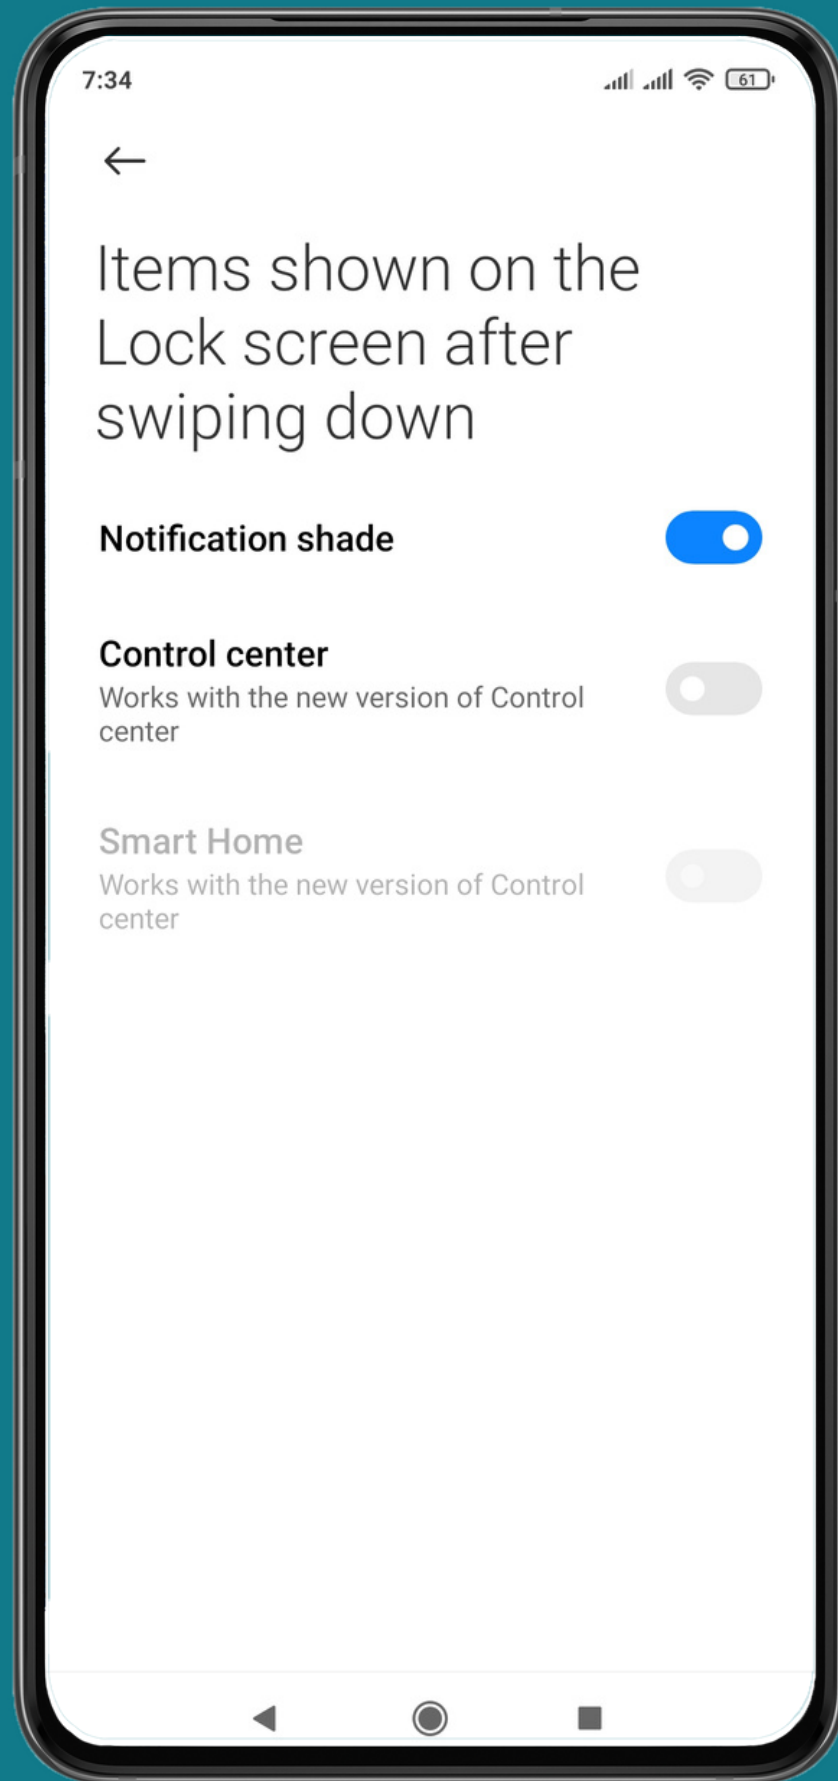 7:34
61
Items shown on the
Lock screen after
swiping down
Notification shade
Control center
Works with the new version of Control
center
Smart Home
Works with the new version of Control
center